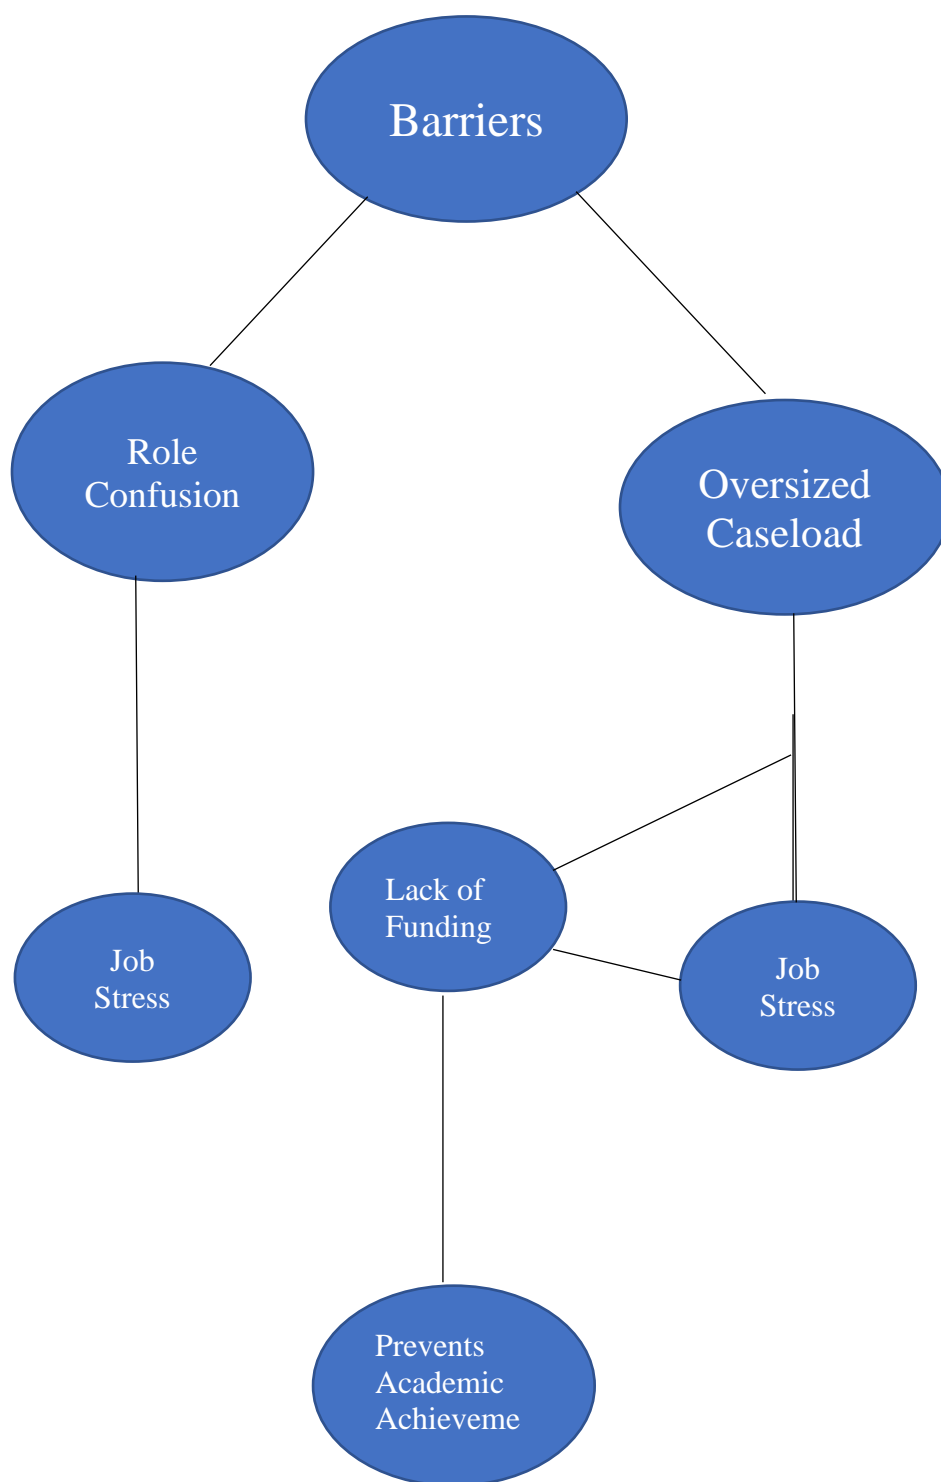 Barriers
Role
Confusion
Oversized
Caseload
Lack of
Funding
Job
Stress
Job
Stress
Prevents
Academic
Achieveme